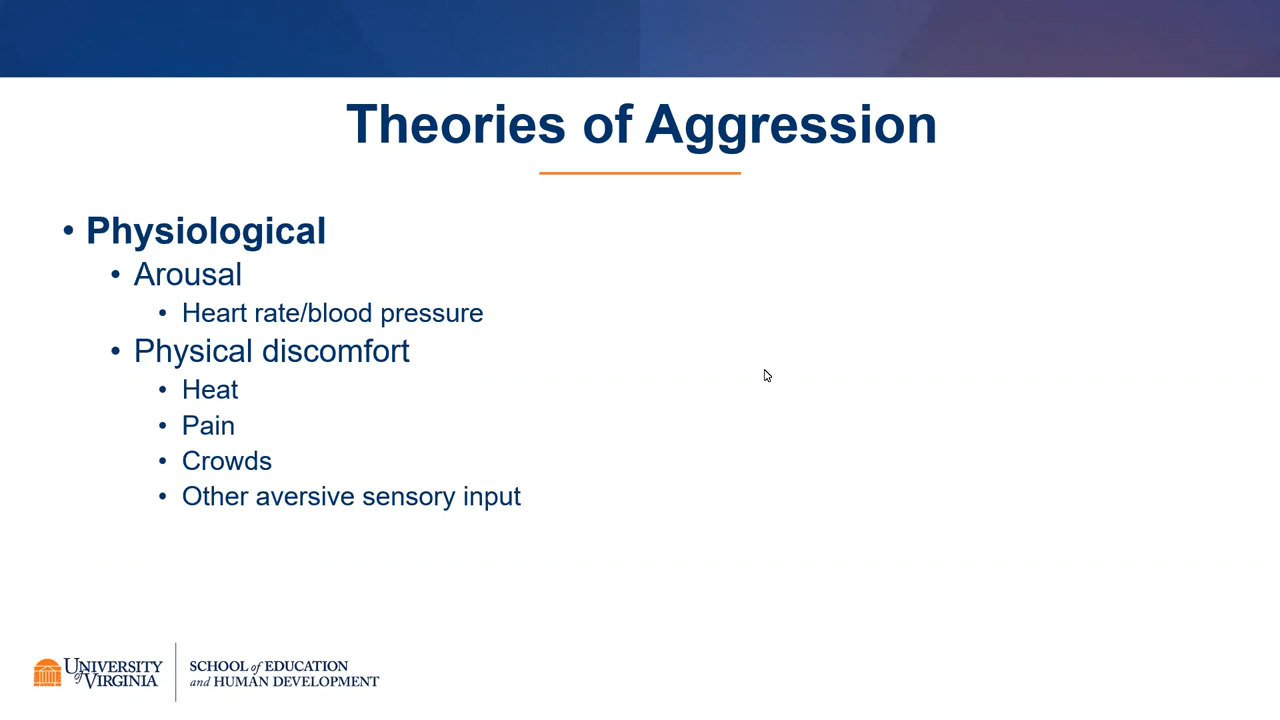 Theories of Aggression
• Physiological
• Arousal
• Heart rate/blood pressure
• Physical discomfort
• Heat
• Pain
• Crowds
• Other aversive sensory input
UNIVERSITY
of VIRGINIA
SCHOOL of EDUCATION
and HUMAN DEVELOPMENT